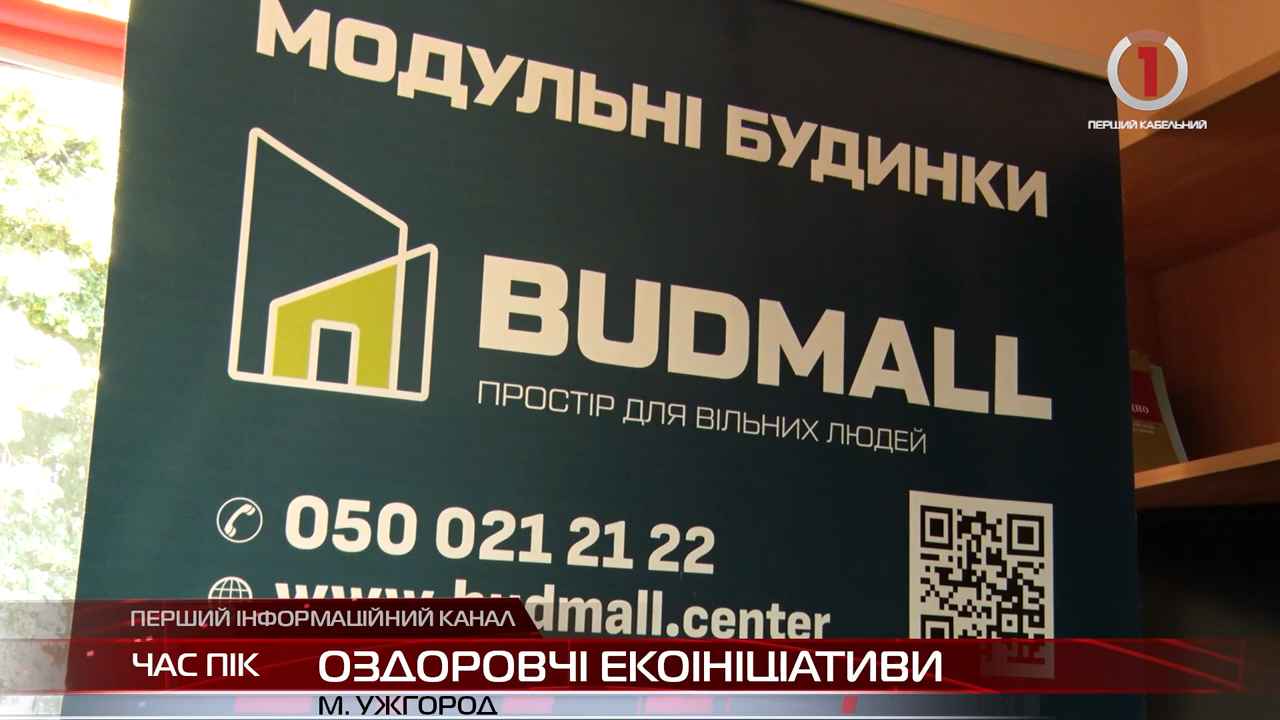 МОДУЛЬНІ БУДИНКИ
1
ПЕРШИЙ КАБЕЛЬНИЙ
BUDMALL
ПРОСТІР ДЛЯ ВІЛЬНИХ ЛЮДЕЙ
050 021 21 22
www.budmall.center
ПЕРШИЙ ІНФОРМАЦІЙНИЙ КАНАЛ
ЧАС ПІК
ОЗДОРОВЧІ ЕКОІНІЦІАТИВИ
М. УЖГОРОД